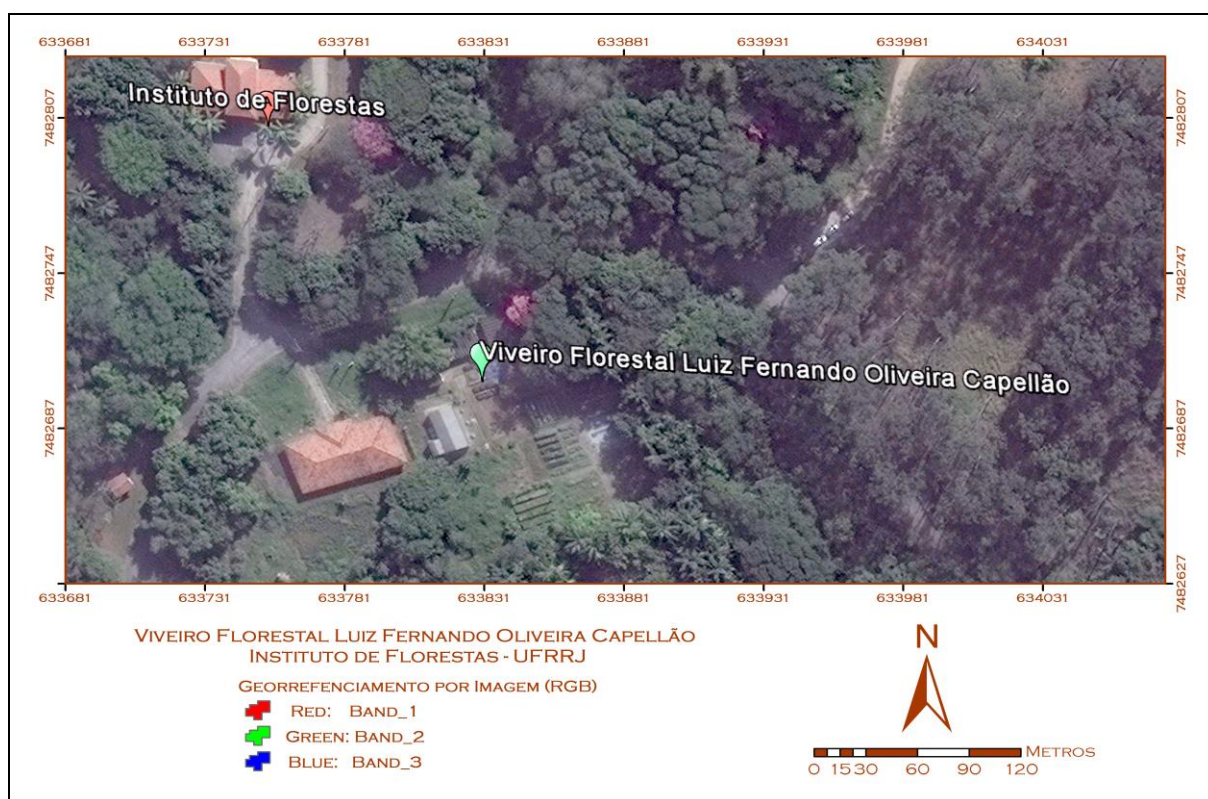 633681 633731 633781 633831 633881 633931 633981 634031
7482807 7482807
Instituto de Florestas
7482747 7482747
Viveiro Florestal Luiz Fernando Oliveira Capellão
7482687 7482687
7482627
633681 633731 633781 633831 633881 633931 633981 634031
VIVEIRO FLORESTAL LUIZ FERNANDO OLIVEIRA CAPELLÃO
INSTITUTO DE FLORESTAS - UFRRJ
GEORREFENCIAMENTO POR IMAGEM (RGB)
RED: BAND_1
GREEN: BAND_2
BLUE: BAND_3
N
METROS
0 15 30 60 90 120